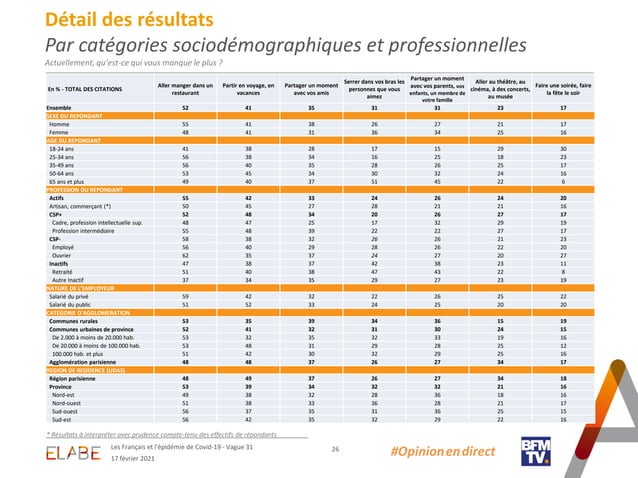 Détail des résultats
Par catégories sociodémographiques et professionnelles
Actuellement, qu'est-ce qui vous manque le plus ?
En % - TOTAL DES CITATIONS | Aller manger dans un restaurant | Partir en voyage, en vacances | Partager un moment avec vos amis | Serrer dans vos bras les personnes que vous aimez | Partager un moment avec vos parents, vos enfants, un membre de votre famille | Aller au théâtre, au cinéma, à des concerts, au musée | Faire une soirée, faire la fête le soir
Ensemble 52 41 35 31 31 23 17
SEXE DU REPONDANT
Homme 55 41 38 26 27 21 17
Femme 48 41 31 36 34 25 16
AGE DU REPONDANT
18-24 ans 41 38 28 17 15 29 30
25-34 ans 56 38 34 16 25 18 23
35-49 ans 56 40 35 28 26 25 17
50-64 ans 53 45 34 30 32 24 16
65 ans et plus 49 40 37 51 45 22 6
PROFESSION DU REPONDANT
Actifs 55 42 33 24 26 24 20
Artisan, commerçant (*) 50 45 27 28 21 21 16
CSP+ 52 48 34 20 26 27 17
Cadre, profession intellectuelle sup. 48 47 25 17 32 29 19
Profession intermédiaire 55 48 39 22 22 27 17
CSP- 58 38 32 26 26 21 23
Employé 56 40 29 28 26 22 20
Ouvrier 62 35 37 24 27 20 27
Inactifs 47 38 37 42 38 23 11
Retraité 51 40 38 47 43 22 8
Autre Inactif 37 34 35 29 27 23 19
NATURE DE L'EMPLOYEUR
Salarié du privé 59 42 32 22 26 25 22
Salarié du public 51 52 33 24 25 20 20
CATEGORIE D'AGGLOMERATION
Communes rurales 53 35 39 34 36 15 19
Communes urbaines de province 52 41 32 31 30 24 15
De 2.000 à moins de 20.000 hab. 53 32 35 32 33 19 16
De 20.000 à moins de 100.000 hab. 53 48 31 29 28 25 12
100.000 hab. et plus 51 42 30 32 29 25 16
Agglomération parisienne 48 48 37 26 27 34 17
REGION DE RESIDENCE (UDA5)
Région parisienne 48 49 37 26 27 34 18
Province 53 39 34 32 32 21 16
Nord-est 49 38 32 28 36 18 16
Nord-ouest 51 38 33 36 28 21 17
Sud-ouest 56 37 35 31 36 25 15
Sud-est 56 42 35 32 29 22 16
* Résultats à interpréter avec prudence compte-tenu des effectifs de répondants
ELABE
Les Français et l'épidémie de Covid-19 - Vague 31
17 février 2021
26
#Opinion en direct
BFM
TV.